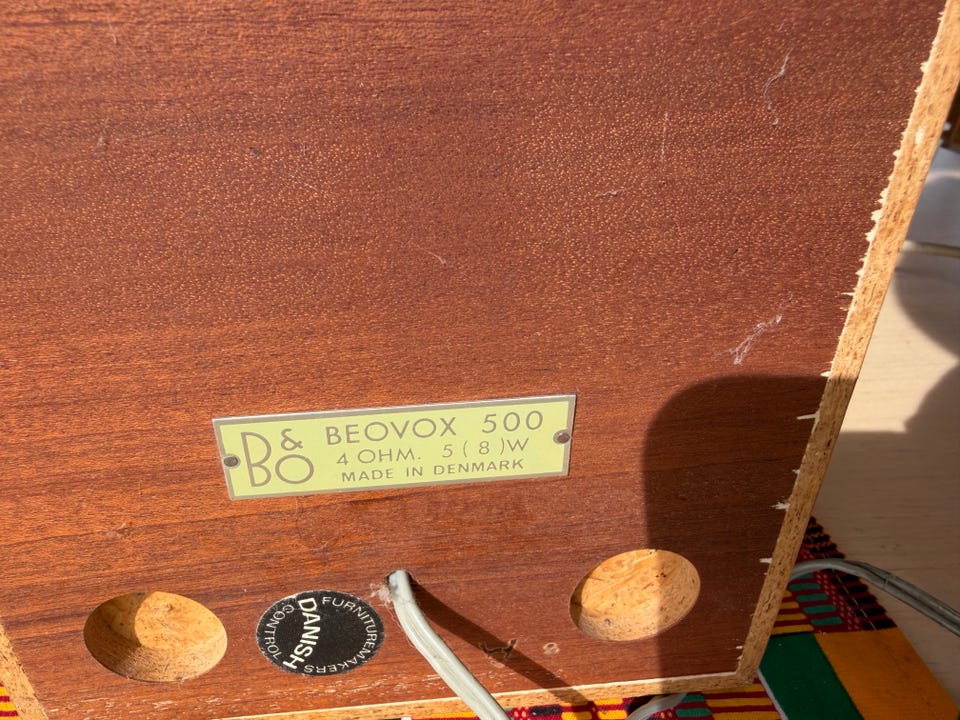 B&O BEOVOX 500
4 OHM. 5 ( 8 )W
MADE IN DENMARK
DANISH
FURNITUREMAKERS
CONTROL